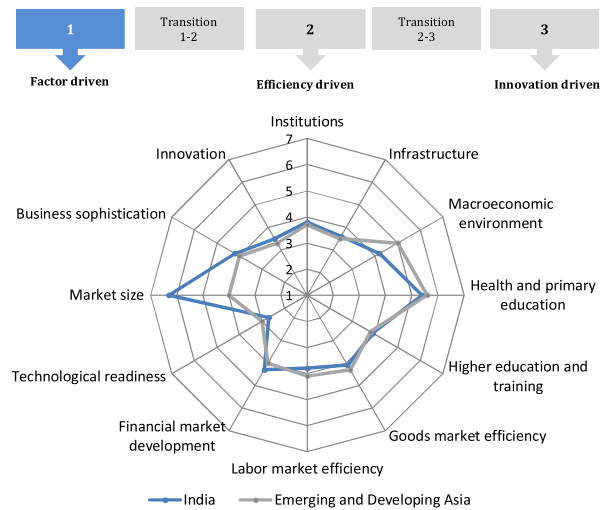 1
Transition
1-2
2
Transition
2-3
3
Factor driven
Efficiency driven
Innovation driven
Institutions
7
6
5
4
3
2
1
Innovation
Infrastructure
Business sophistication
Macroeconomic
environment
Market size
Health and primary
education
Technological readiness
Higher education and
training
Financial market
development
Goods market efficiency
Labor market efficiency
India
Emerging and Developing Asia